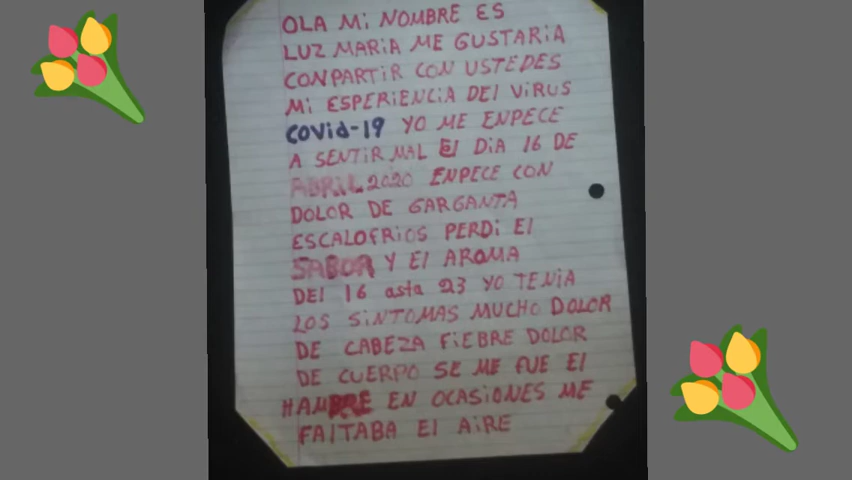 OLA Mi NOMBRE ES
LUZ MARIA ME GUSTARiA
CONPARTiR CON USTEDES
Mi ESPERiENCiA DEl ViRUS
COVid-19 YO ME ENPECE
A SENTiR MAL El DiA 16 DE
ABRiL 2020 ENPECE CON
DOLOR DE GARGANTA
ESCALOFRiOS PERDi El
SABOR Y El AROMA
DEl 16 asta 23 YO TENiA
LOS SiNTOMAS MUCHO DOLOR
DE CABEZA FiEBRE DOLOR
DE CUERPO SE ME FUE El
HAMBRE EN OCASiONES ME
FAlTABA El AiRE